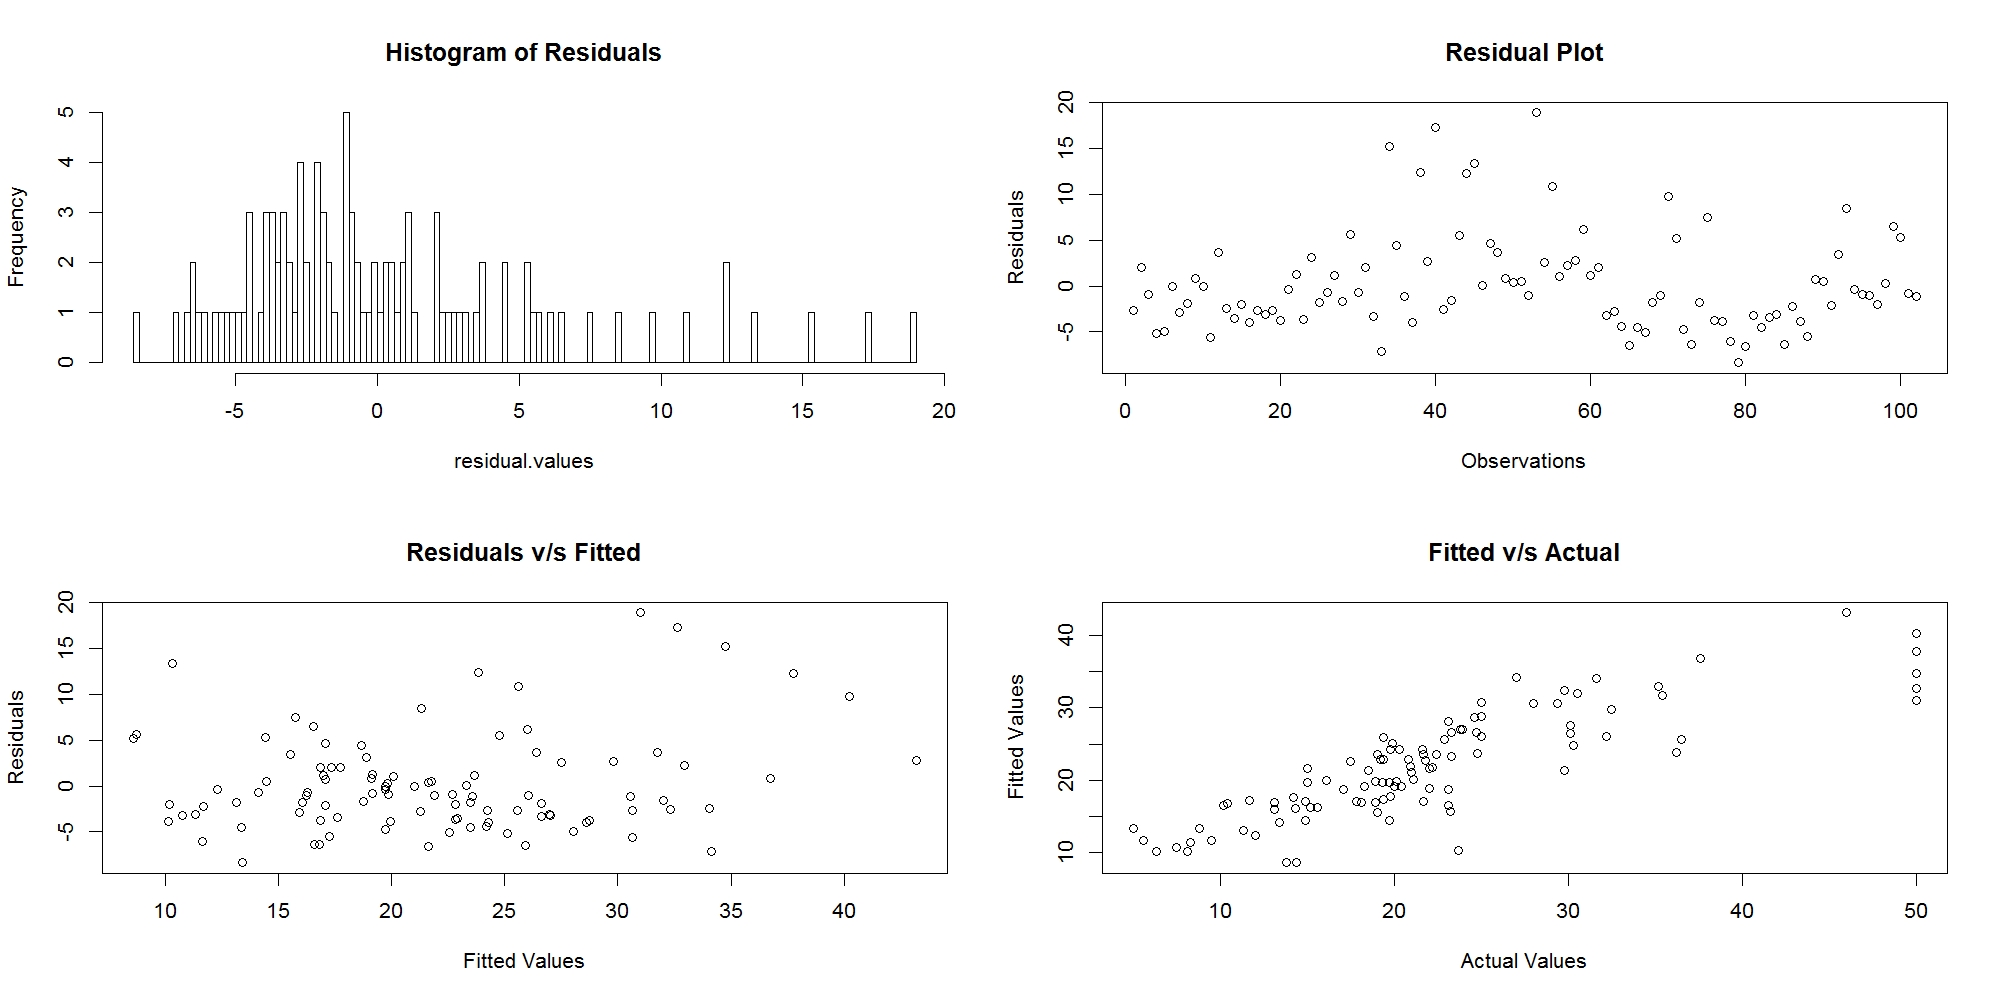 Histogram of Residuals
Frequency
0 1 2 3 4 5
-5 0 5 10 15 20
residual.values
Residual Plot
Residuals
-5 0 5 10 15 20
0 20 40 60 80 100
Observations
Residuals v/s Fitted
Residuals
-5 0 5 10 15 20
10 15 20 25 30 35 40
Fitted Values
Fitted v/s Actual
Fitted Values
10 20 30 40
10 20 30 40 50
Actual Values